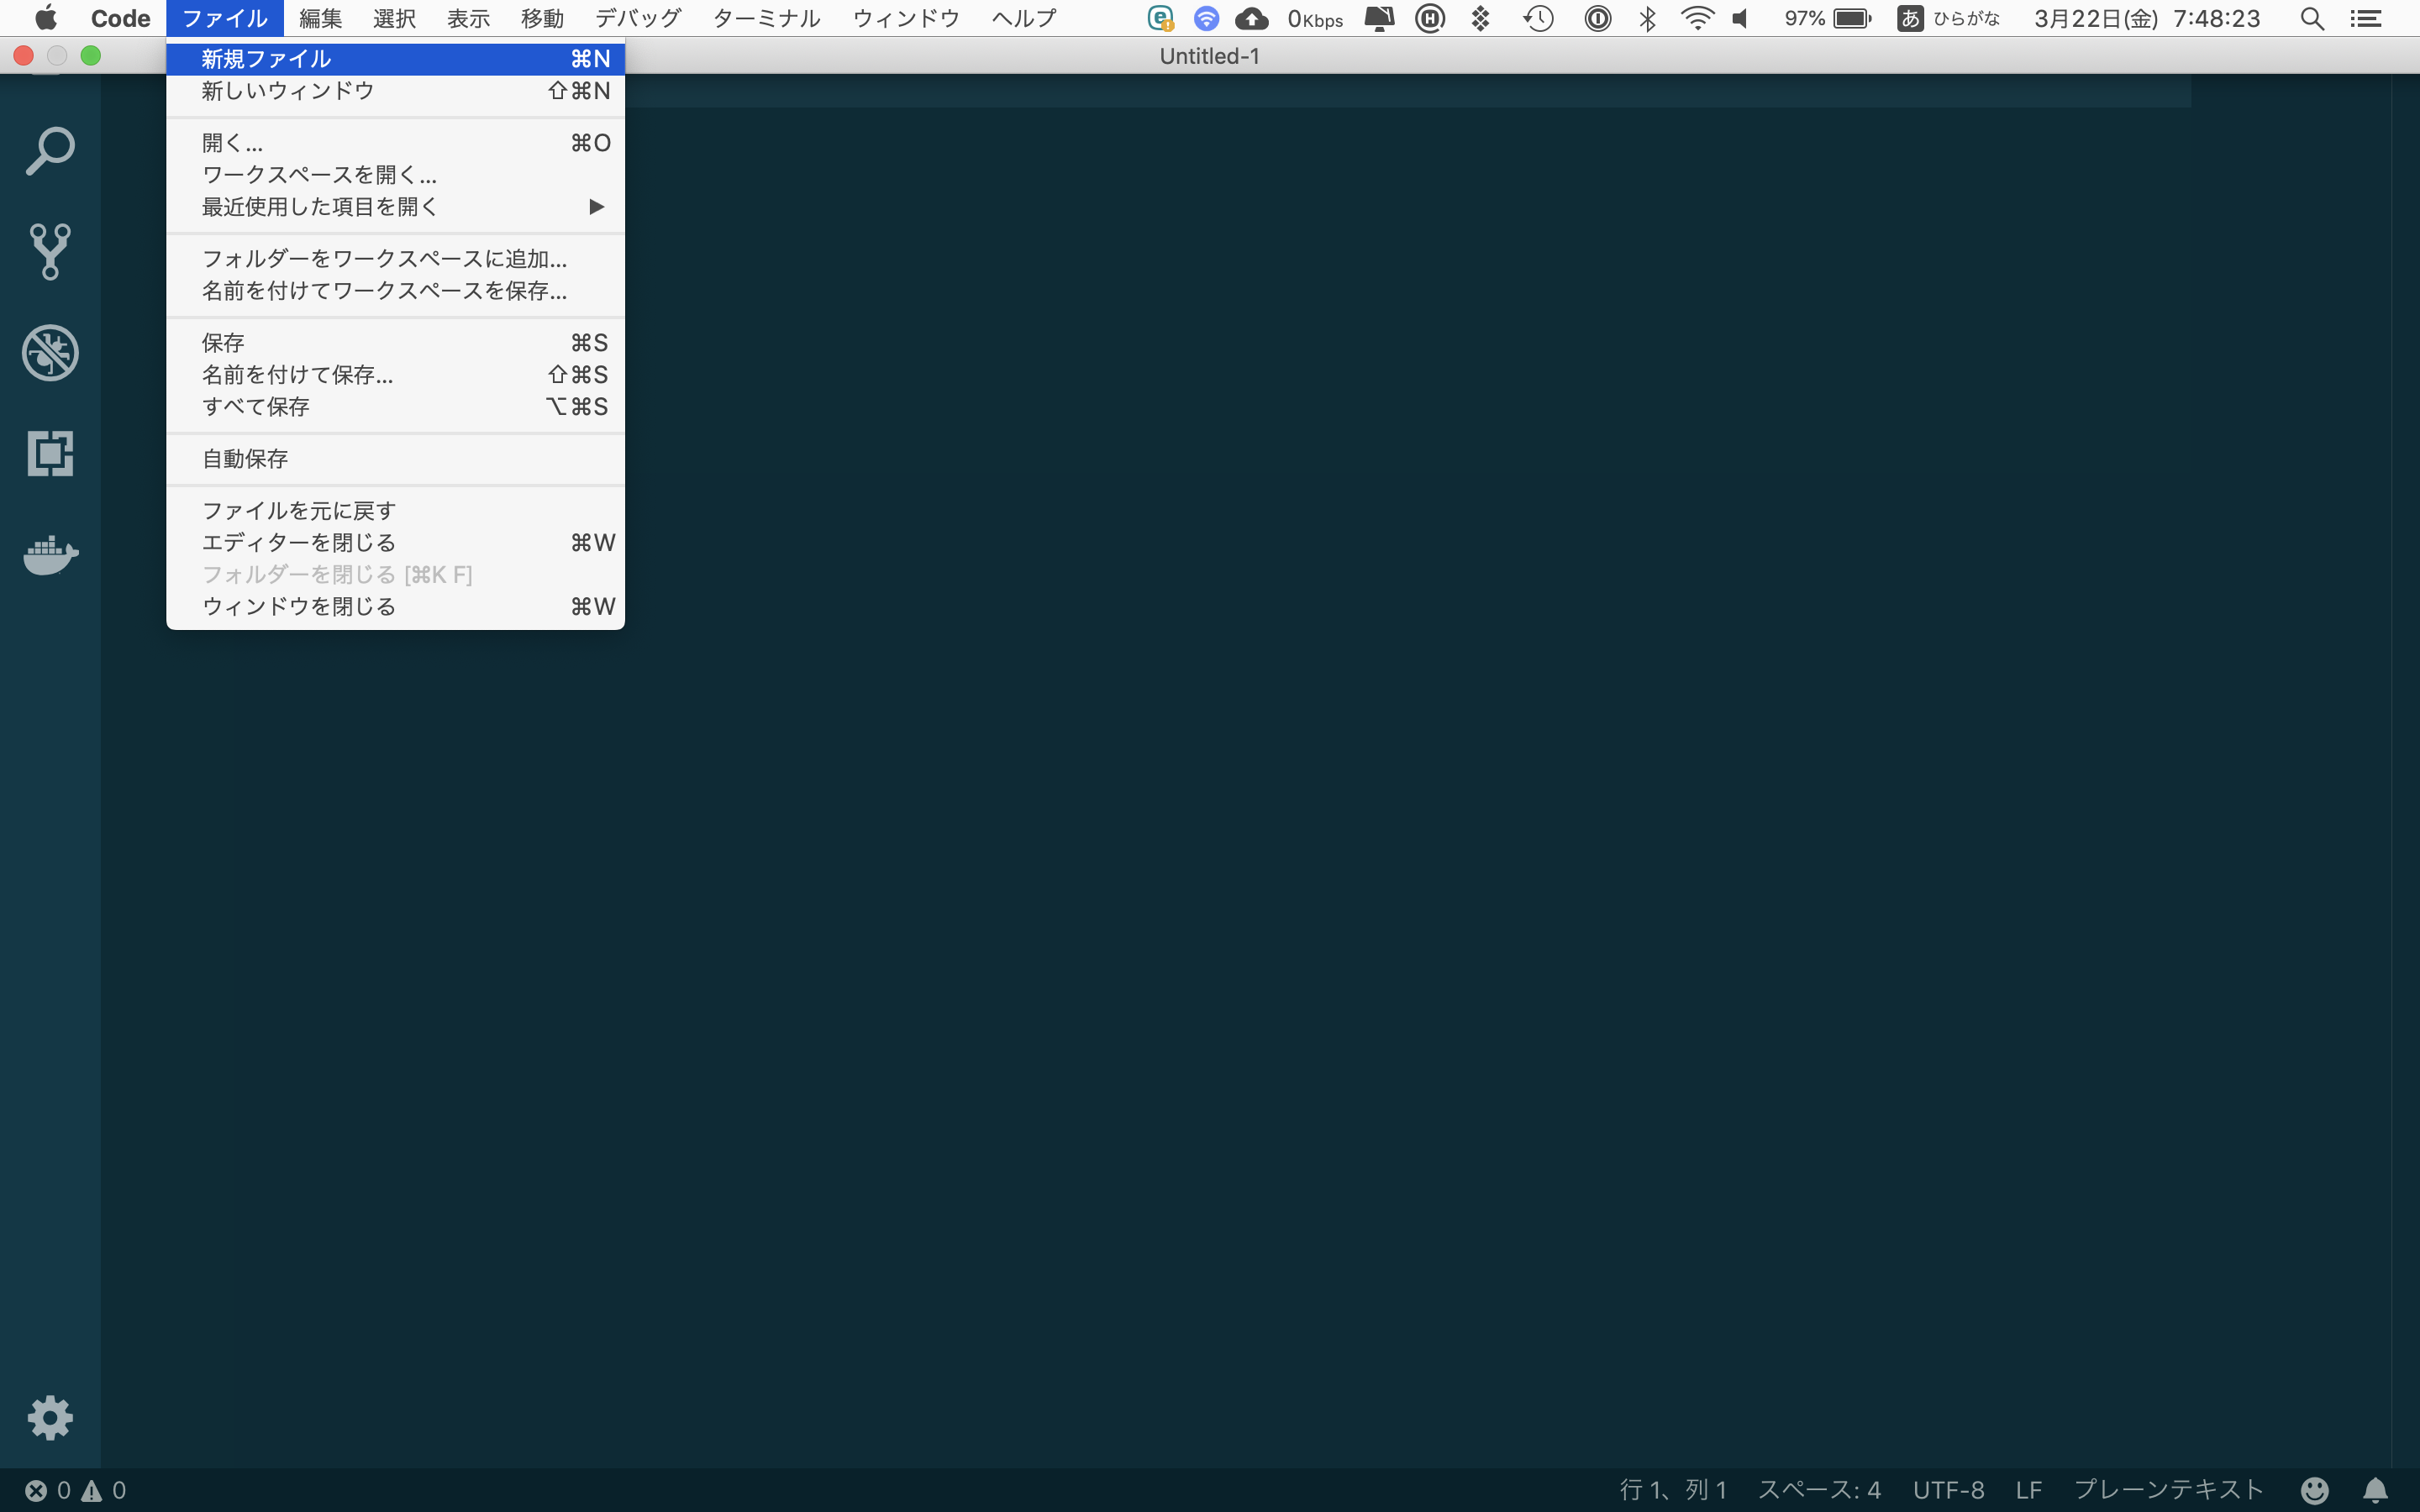 Code ファイル 編集 選択 表示 移動 デバッグ ターミナル ウィンドウ ヘルプ 0Kbps 97% あ ひらがな 3月22日(金) 7:48:23
Untitled-1
新規ファイル ⌘N
新しいウィンドウ ⇧⌘N
開く... ⌘O
ワークスペースを開く...
最近使用した項目を開く ▶
フォルダーをワークスペースに追加...
名前を付けてワークスペースを保存...
保存 ⌘S
名前を付けて保存... ⇧⌘S
すべて保存 ⌥⌘S
自動保存
ファイルを元に戻す
エディターを閉じる ⌘W
フォルダーを閉じる [⌘K F]
ウィンドウを閉じる ⌘W
0 0 行 1、列 1 スペース: 4 UTF-8 LF プレーンテキスト